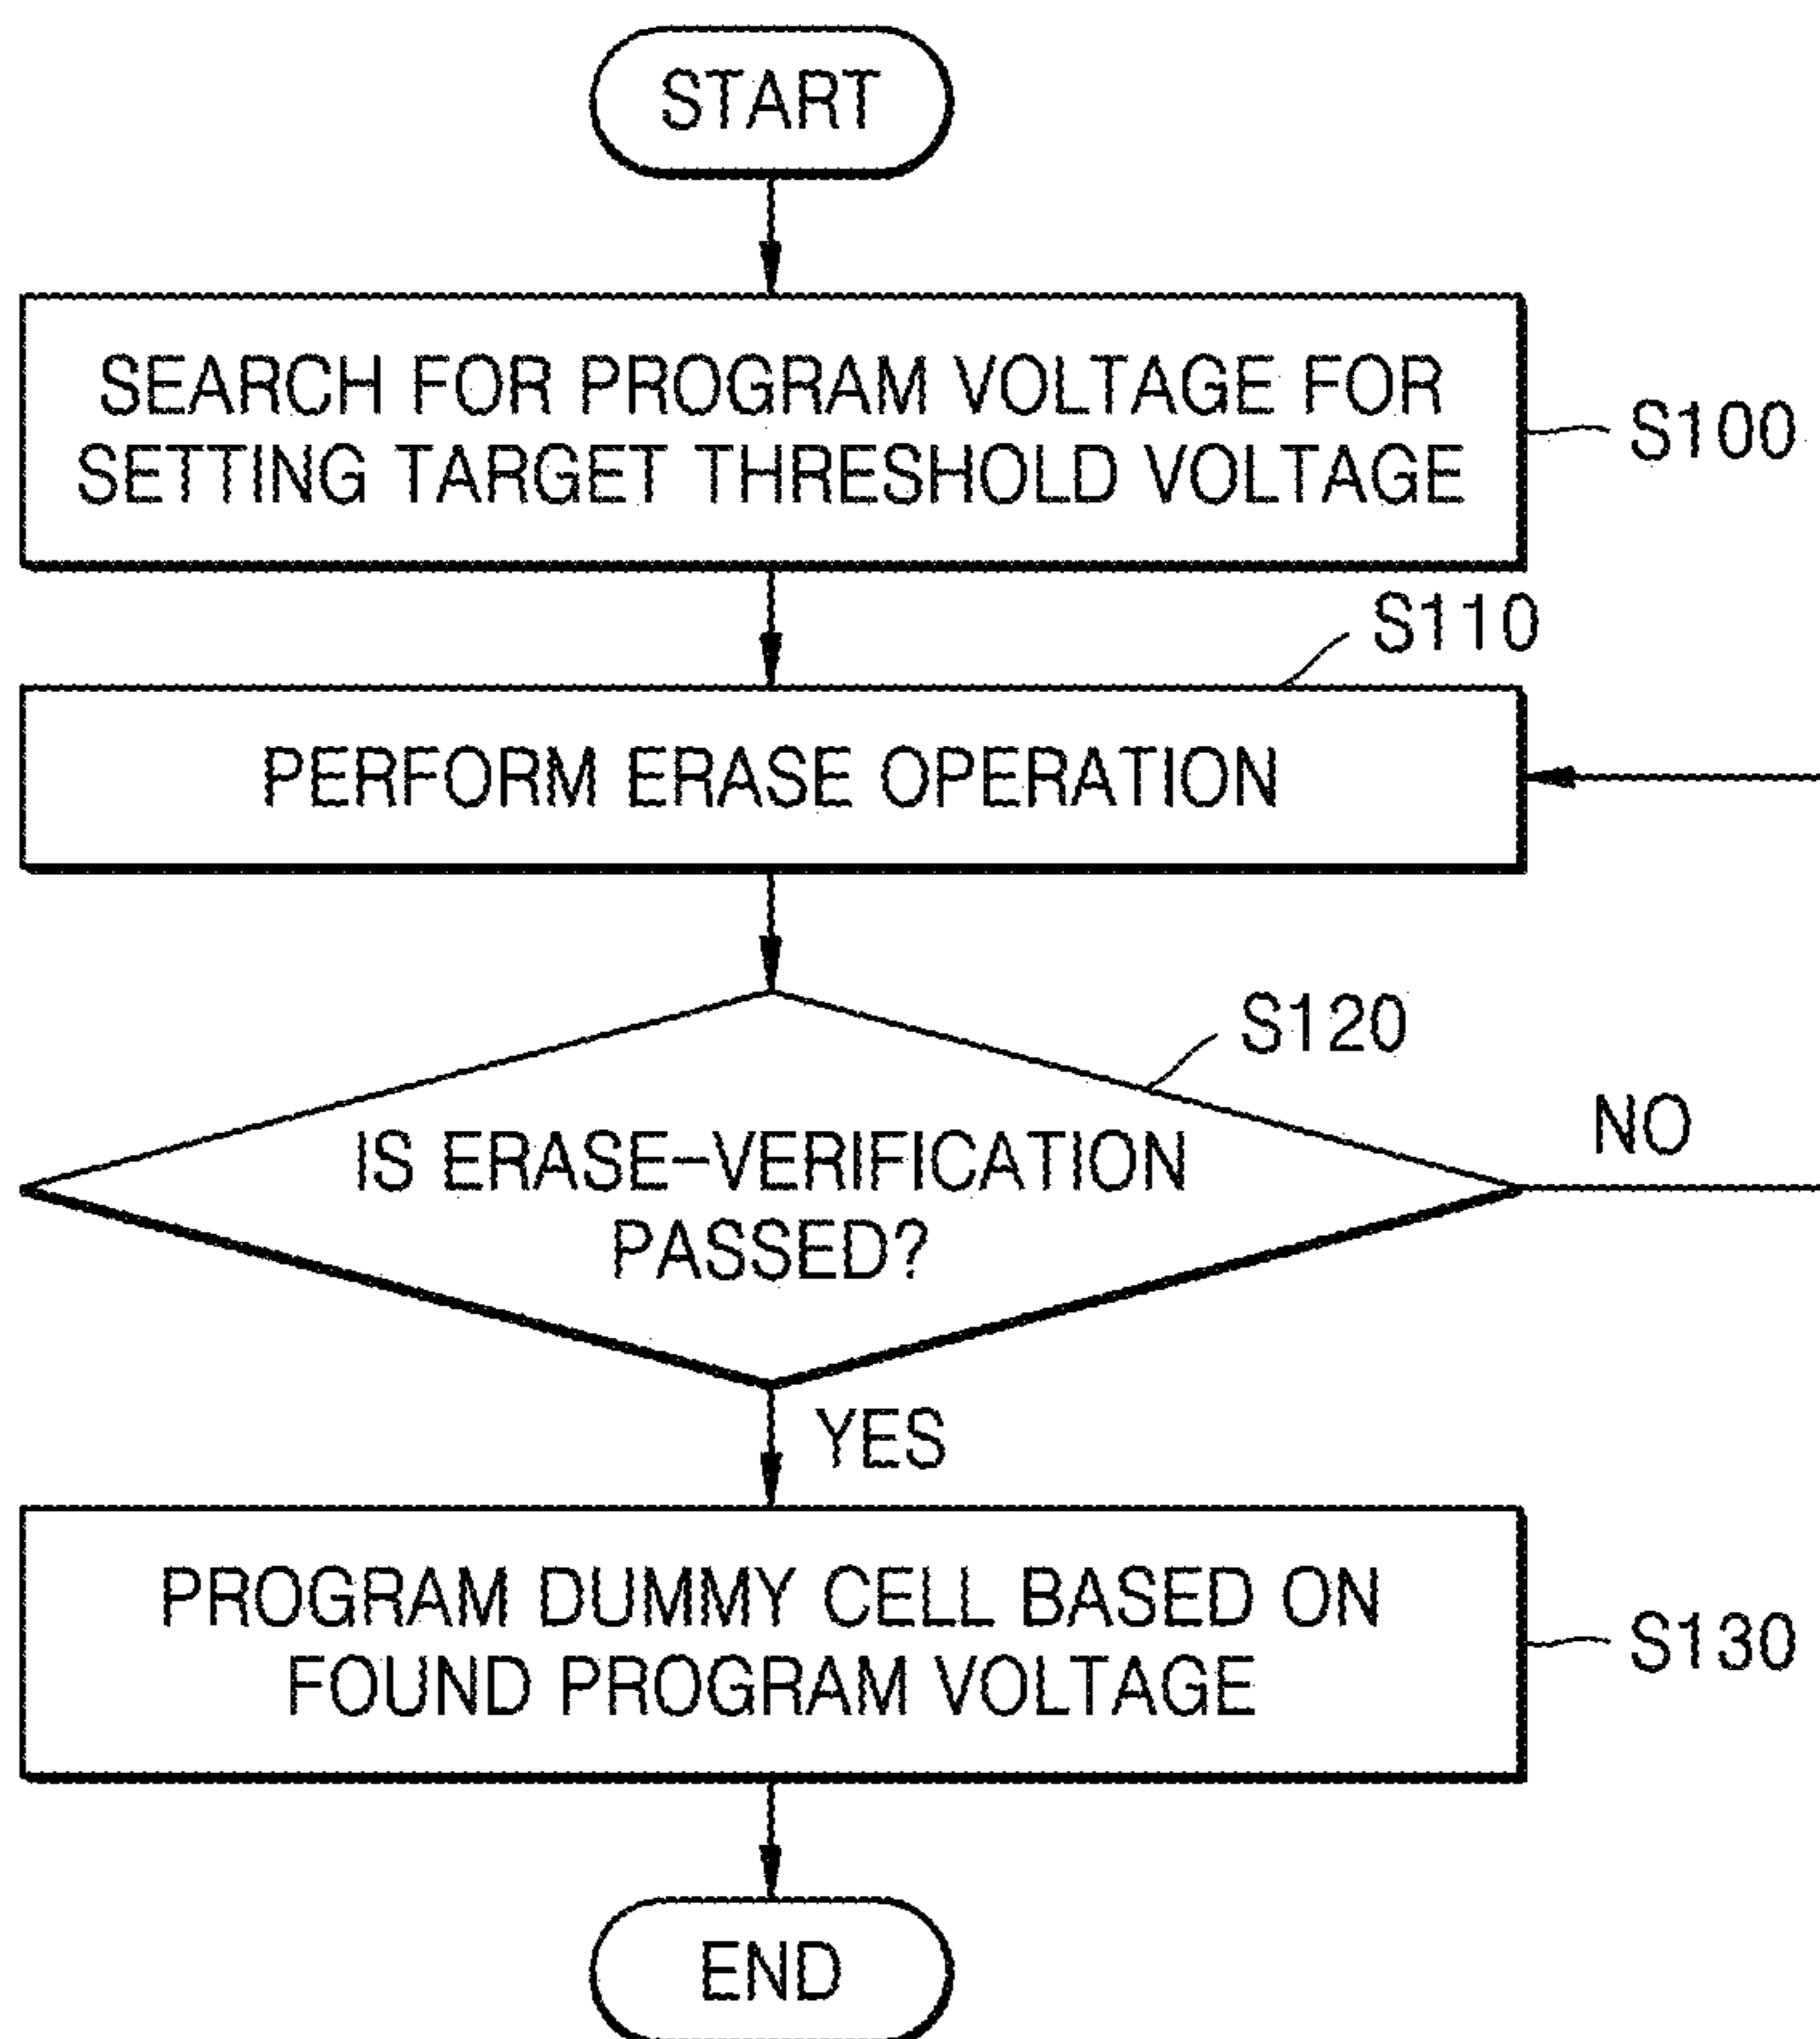 START
SEARCH FOR PROGRAM VOLTAGE FOR
SETTING TARGET THRESHOLD VOLTAGE
S100
S110
PERFORM ERASE OPERATION
S120
IS ERASE-VERIFICATION
PASSED?
NO
YES
PROGRAM DUMMY CELL BASED ON
FOUND PROGRAM VOLTAGE
S130
END